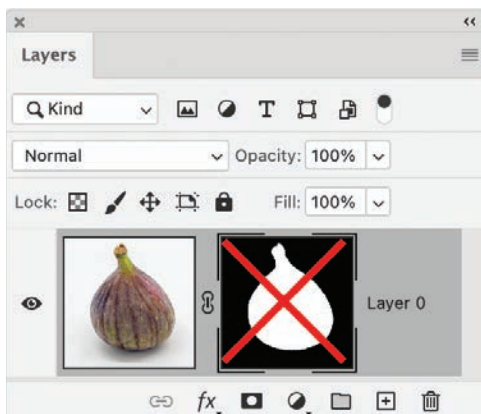 Layers
Kind
Normal Opacity: 100%
Lock: Fill: 100%
Layer 0
fx